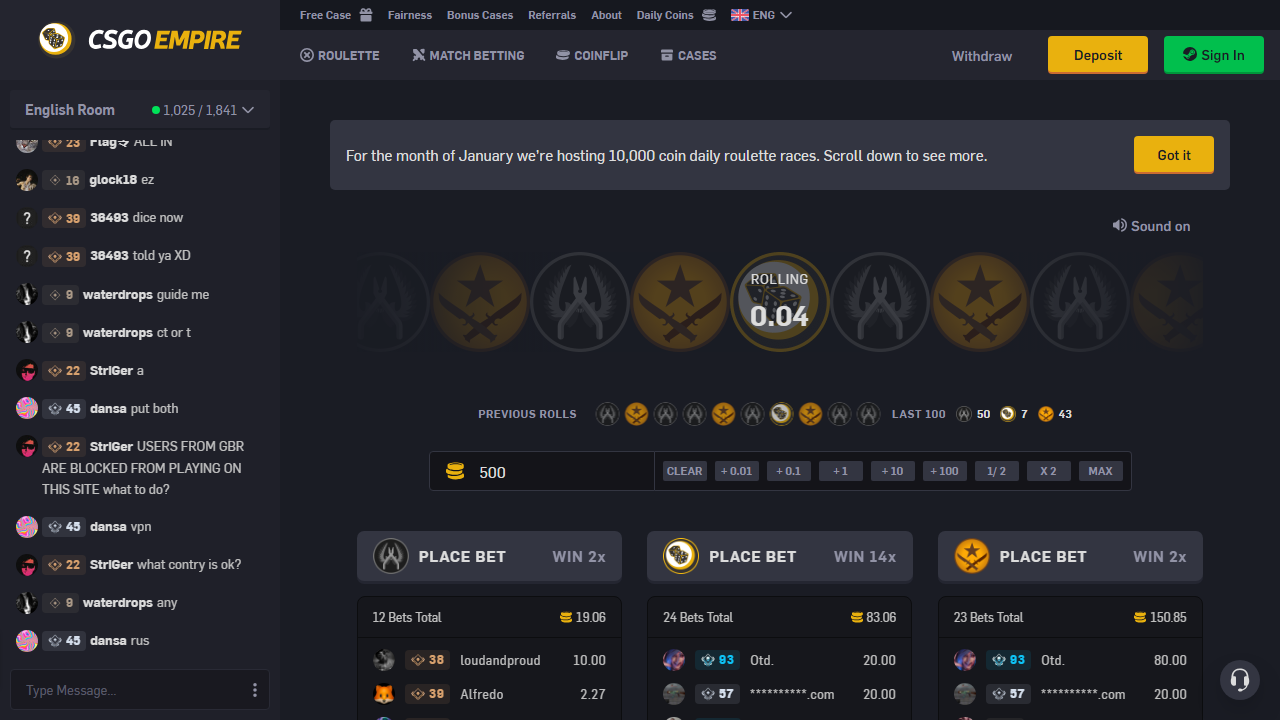 CSGOEMPIRE
Free Case Fairness Bonus Cases Referrals About Daily Coins ENG
ROULETTE MATCH BETTING COINFLIP CASES Withdraw Deposit Sign In
English Room 1,025 / 1,841
23 Flag ALL IN
16 glock18 ez
? 39 36493 dice now
? 39 36493 told ya XD
9 waterdrops guide me
9 waterdrops ct or t
22 StriGer a
45 dansa put both
22 StriGer USERS FROM GBR
ARE BLOCKED FROM PLAYING ON
THIS SITE what to do?
45 dansa vpn
22 StriGer what contry is ok?
9 waterdrops any
45 dansa rus
Type Message...
For the month of January we're hosting 10,000 coin daily roulette races. Scroll down to see more. Got it
Sound on
ROLLING
0.04
PREVIOUS ROLLS LAST 100 50 7 43
500 CLEAR + 0.01 + 0.1 + 1 + 10 + 100 1/ 2 X 2 MAX
PLACE BET WIN 2x
12 Bets Total 19.06
38 loudandproud 10.00
39 Alfredo 2.27
PLACE BET WIN 14x
24 Bets Total 83.06
93 Otd. 20.00
57 **********.com 20.00
PLACE BET WIN 2x
23 Bets Total 150.85
93 Otd. 80.00
57 **********.com 20.00